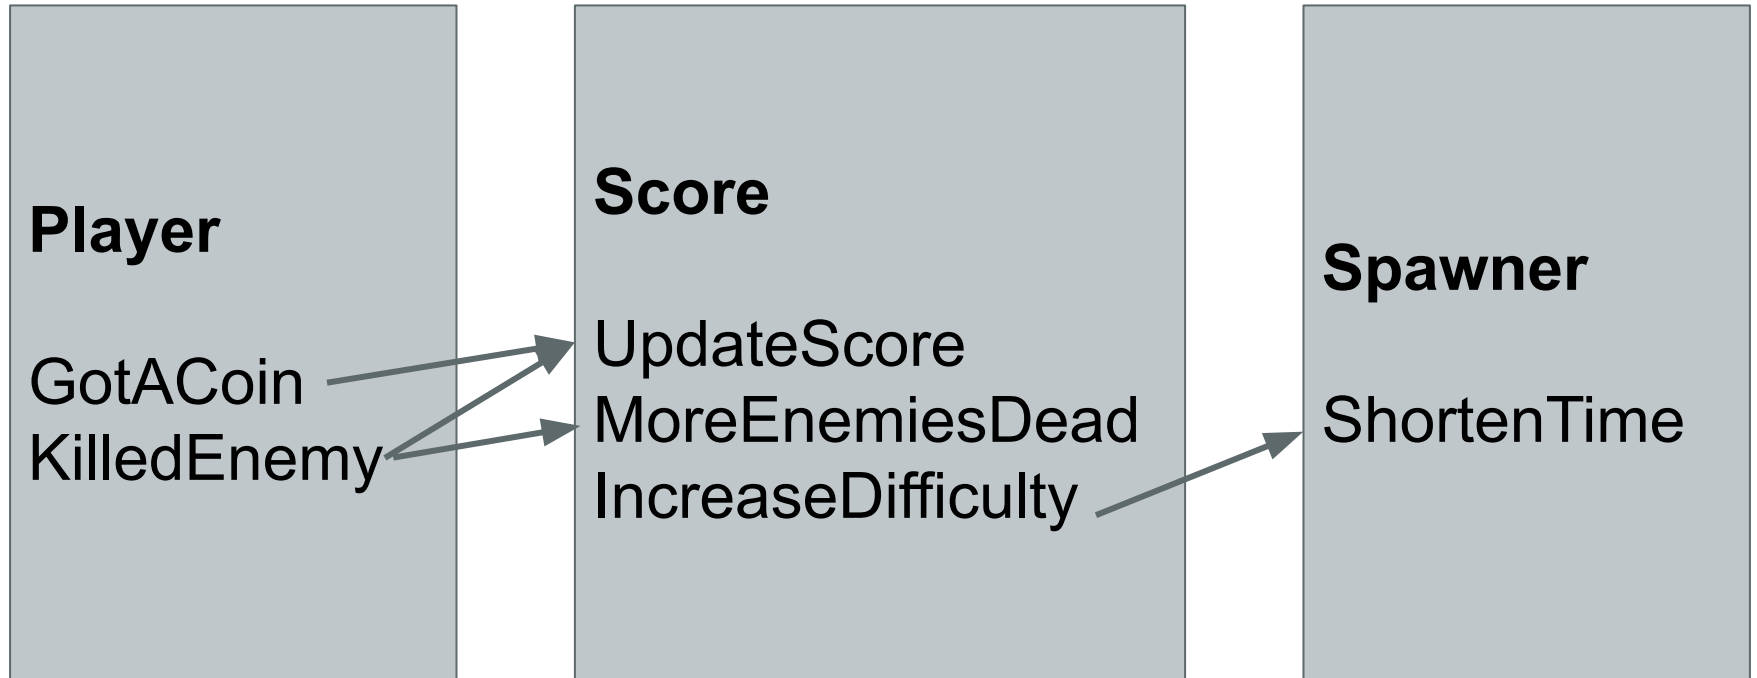 Player
GotACoin
KilledEnemy
Score
UpdateScore
MoreEnemiesDead
IncreaseDifficulty
Spawner
ShortenTime